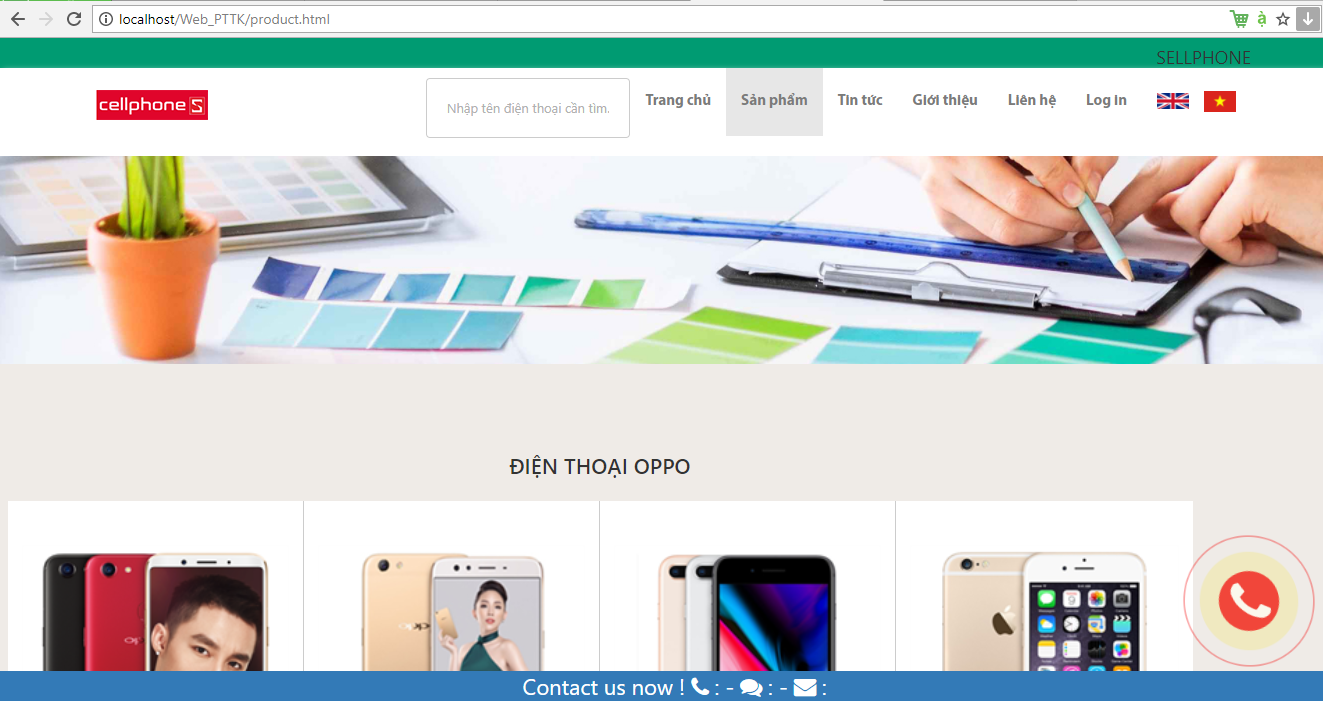 localhost/Web_PTTK/product.html
SELLPHONE
cellphone S
Nhập tên điện thoại cần tìm.
Trang chủ
Sản phẩm
Tin tức
Giới thiệu
Liên hệ
Log in
ĐIỆN THOẠI OPPO
Contact us now ! : - : - :